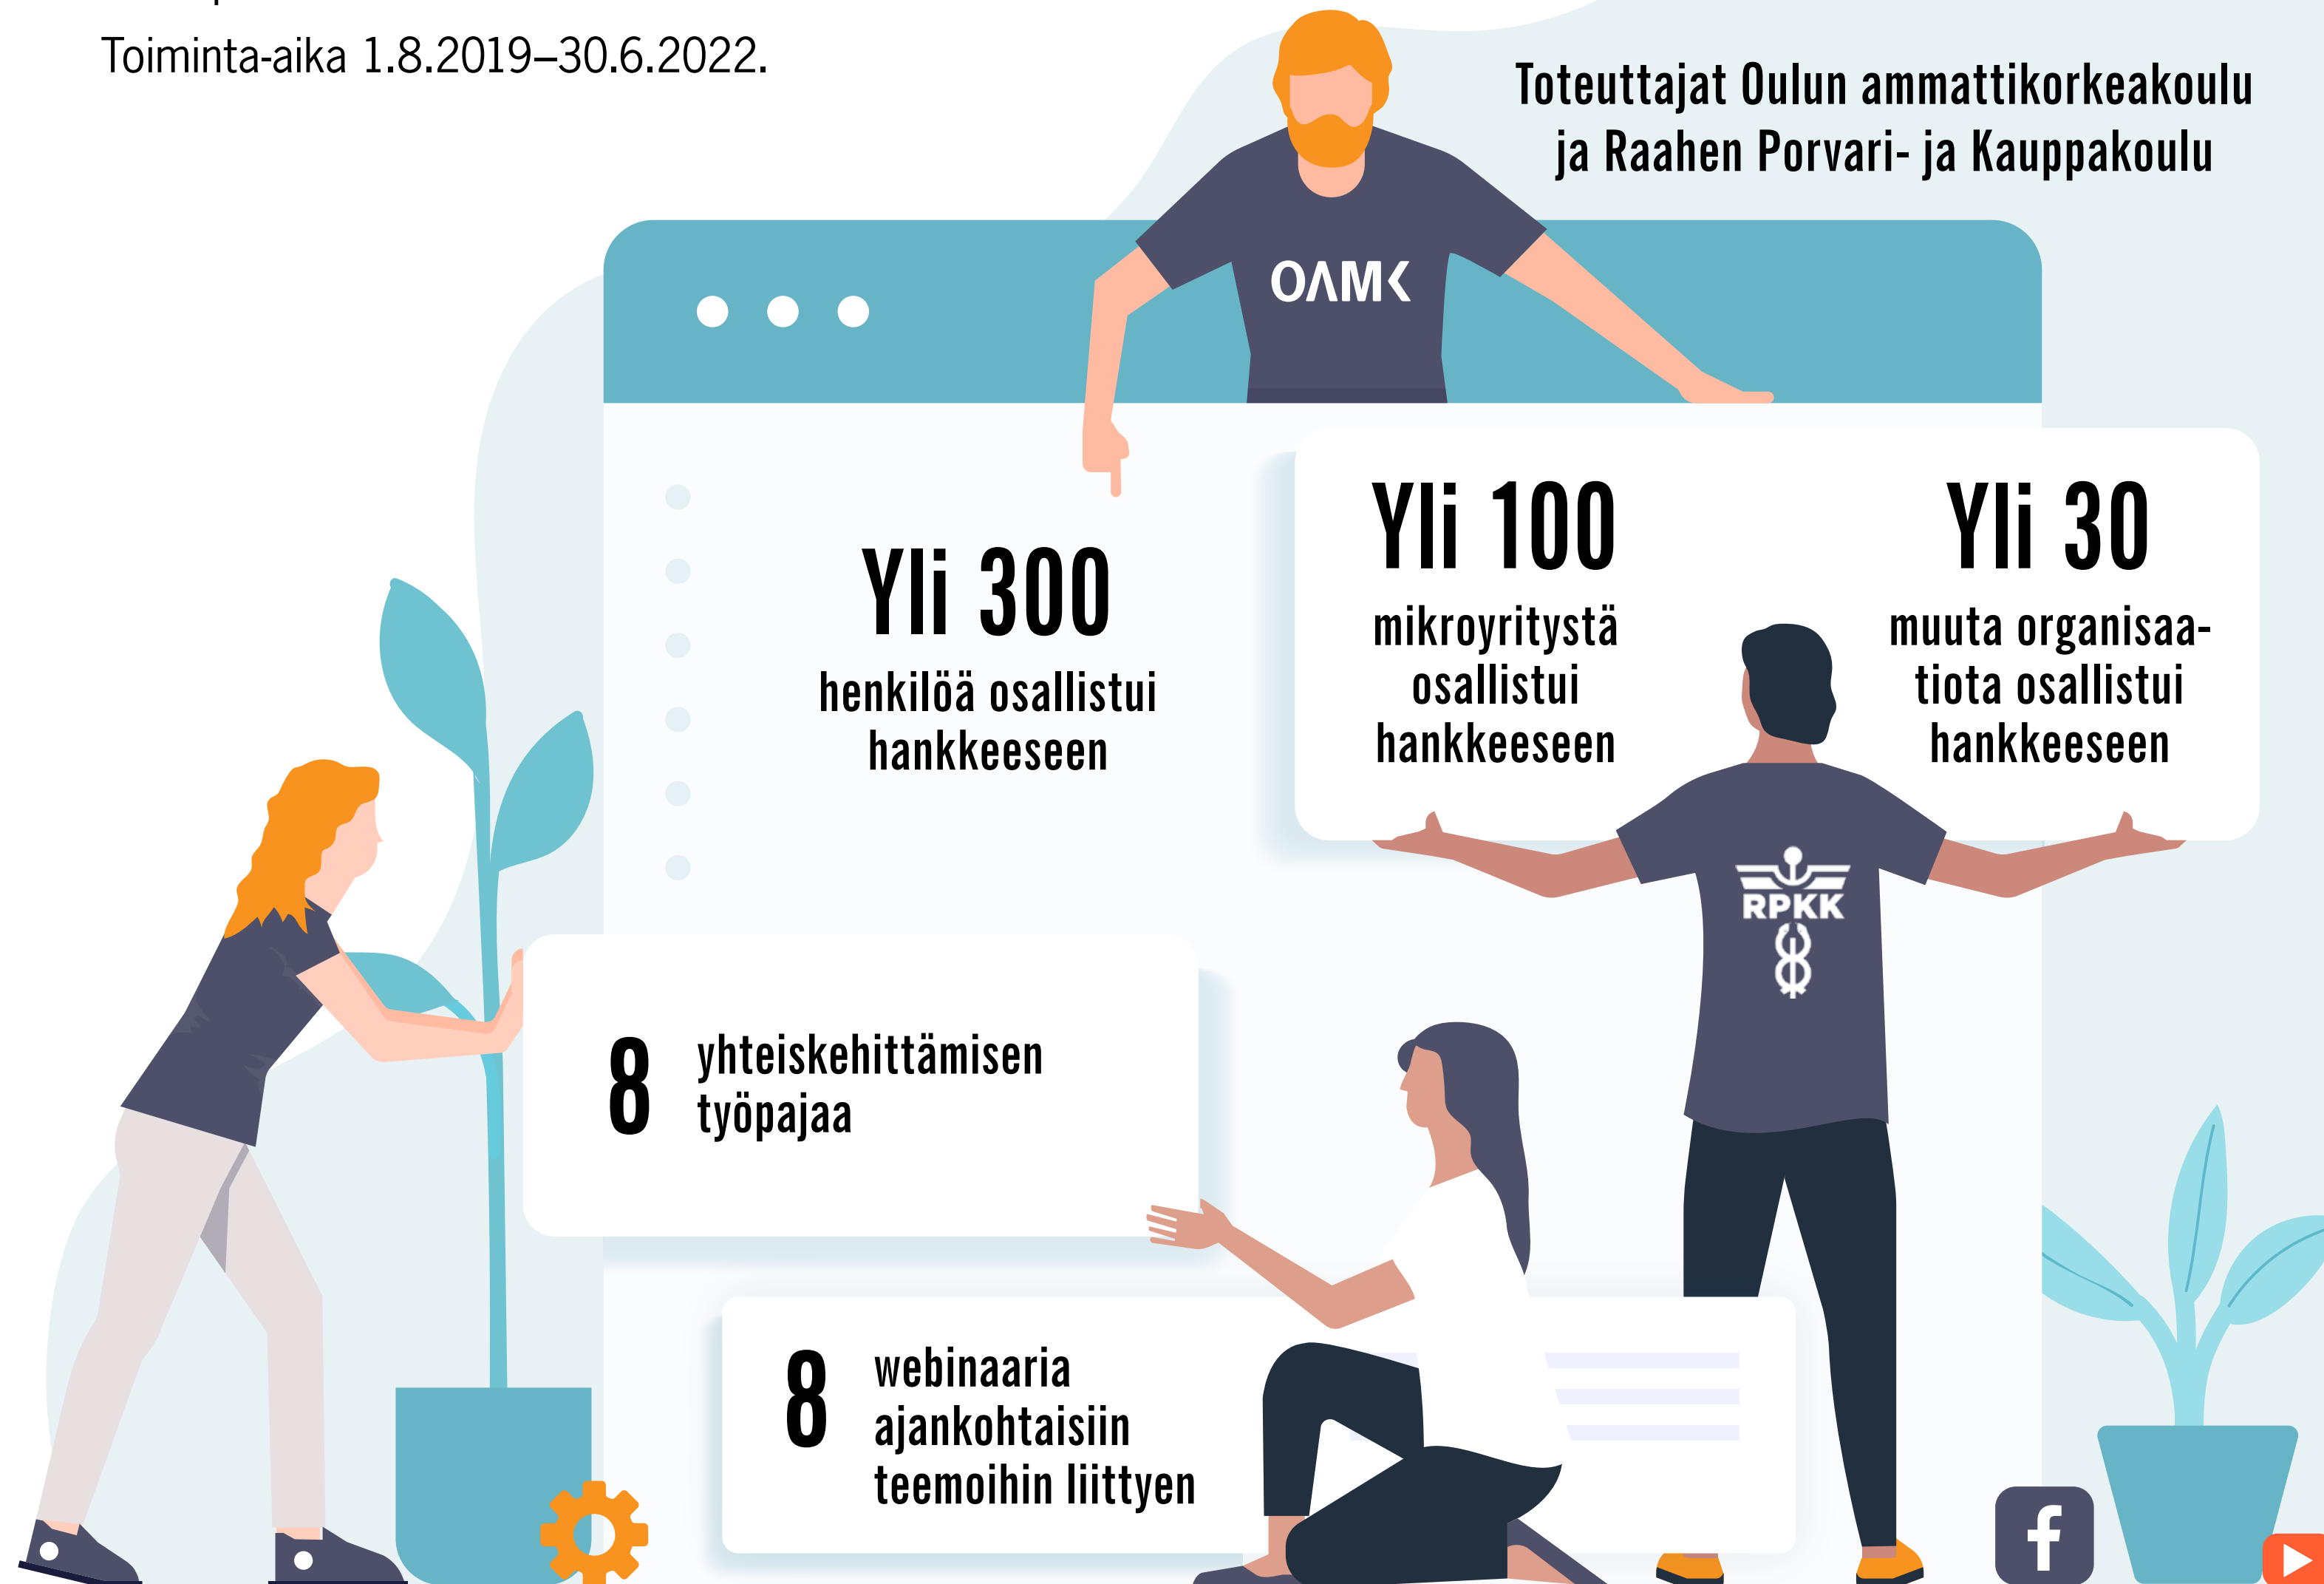 Toiminta-aika 1.8.2019–30.6.2022.
Toteuttajat Oulun ammattikorkeakoulu
ja Raahen Porvari- ja Kauppakoulu
OAMK
Yli 300
henkilöä osallistui
hankkeeseen
Yli 100
mikroyritystä
osallistui
hankkeeseen
Yli 30
muuta organisaa-
tiota osallistui
hankkeeseen
RPKK
8
yhteiskehittämisen
työpajaa
8
webinaaria
ajankohtaisiin
teemoihin liittyen
f